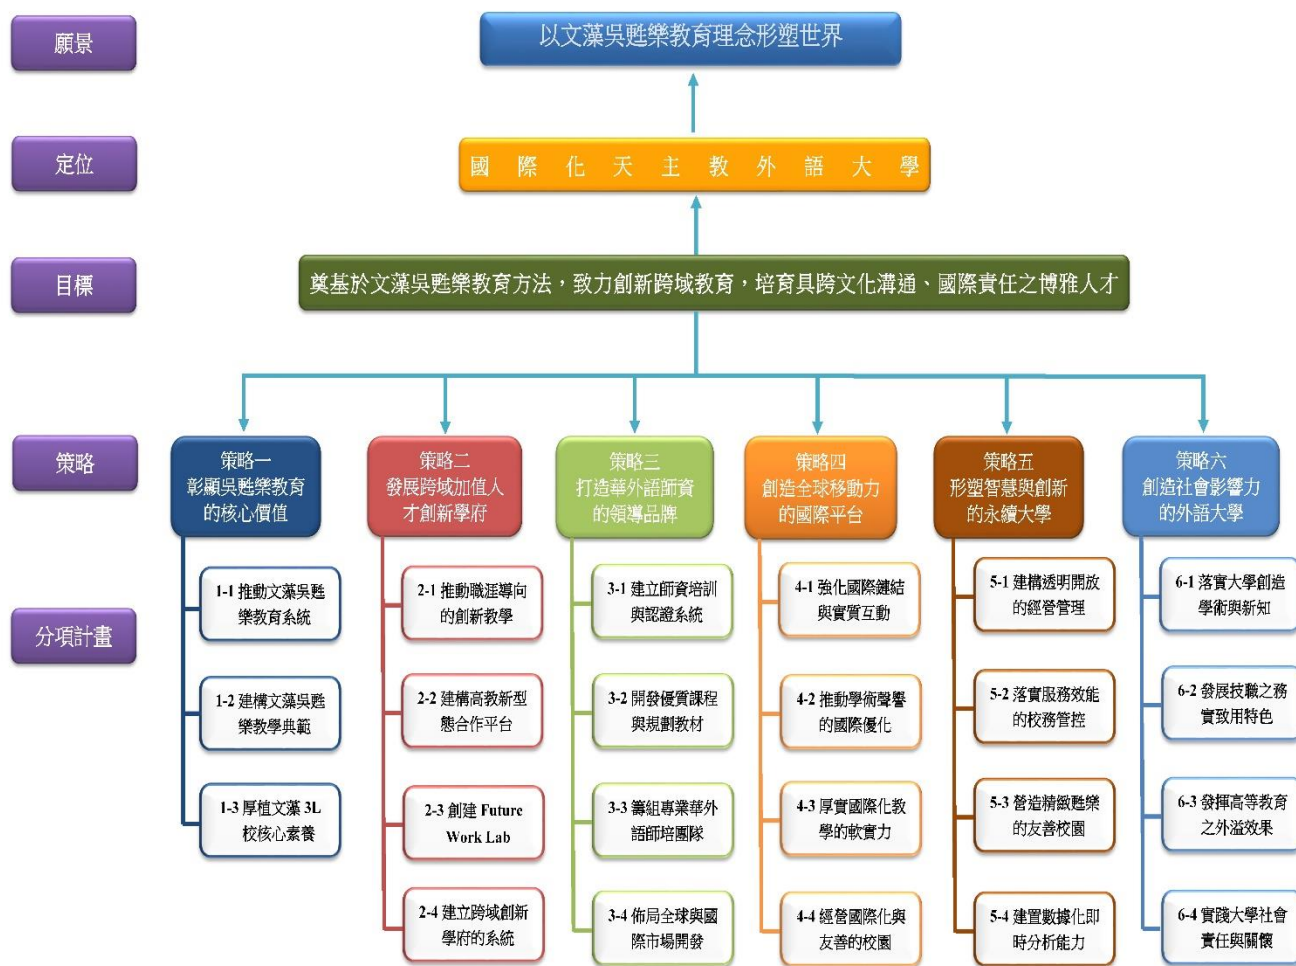 願景
以文藻吳甦樂教育理念形塑世界
定位
國際化天主教外語大學
目標
奠基於文藻吳甦樂教育方法，致力創新跨域教育，培育具跨文化溝通、國際責任之博雅人才
策略
策略一
彰顯吳甦樂教育
的核心價值
策略二
發展跨域加值人
才創新學府
策略三
打造華外語師資
的領導品牌
策略四
創造全球移動力
的國際平台
策略五
形塑智慧與創新
的永續大學
策略六
創造社會影響力
的外語大學
分項計畫
1-1 推動文藻吳甦
樂教育系統
1-2 建構文藻吳甦
樂教學典範
1-3 厚植文藻 3L
校核心素養
2-1 推動職涯導向
的創新教學
2-2 建構高教新型
態合作平台
2-3 創建 Future
Work Lab
2-4 建立跨域創新
學府的系統
3-1 建立師資培訓
與認證系統
3-2 開發優質課程
與規劃教材
3-3 籌組專業華外
語師培團隊
3-4 佈局全球與國
際市場開發
4-1 強化國際鏈結
與實質互動
4-2 推動學術聲譽
的國際優化
4-3 厚實國際化教
學的軟實力
4-4 經營國際化與
友善的校園
5-1 建構透明開放
的經營管理
5-2 落實服務效能
的校務管控
5-3 營造精緻甦樂
的友善校園
5-4 建置數據化即
時分析能力
6-1 落實大學創造
學術與新知
6-2 發展技職之務
實致用特色
6-3 發揮高等教育
之外溢效果
6-4 實踐大學社會
責任與關懷